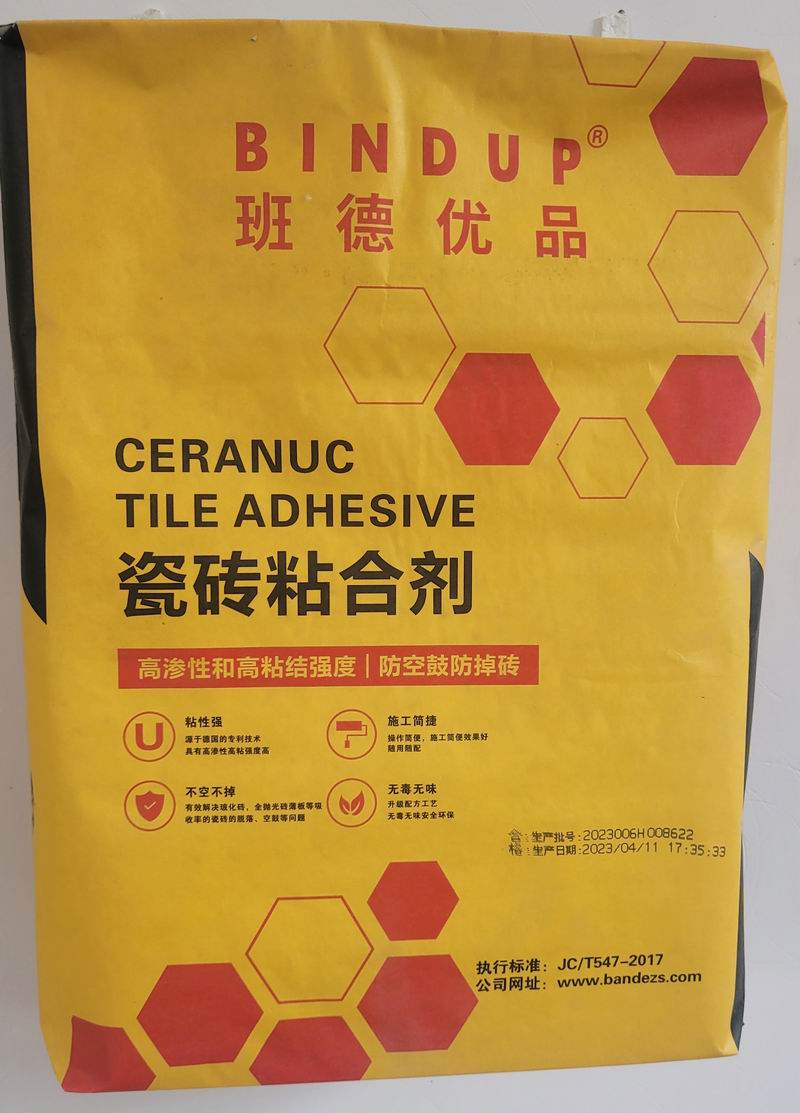 BINDUP®
班德优品
CERANUC
TILE ADHESIVE
瓷砖粘合剂
高渗性和高粘结强度|防空鼓防掉砖
粘性强
源于德国的专利技术
具有高渗性高粘强度高
施工简捷
操作简便，施工简便效果好
随用随配
不空不掉
有效解决玻化砖，全抛光砖薄板等吸
收率的瓷砖的脱落、空鼓等问题
无毒无味
升级配方工艺
无毒无味安全环保
合格：生产批号：2023006H008622
生产日期：2023/04/11 17:35:33
执行标准：JC/T547-2017
公司网址：www.bandezs.com